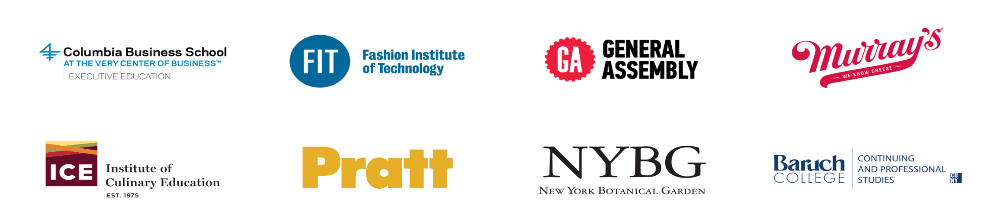 Columbia Business School
AT THE VERY CENTER OF BUSINESS™
EXECUTIVE EDUCATION
FIT
Fashion Institute
of Technology
GA
GENERAL
ASSEMBLY
Murray's®
— WE KNOW CHEESE —
ICE
Institute of
Culinary Education
EST. 1975
Pratt
NYBG
NEW YORK BOTANICAL GARDEN
Baruch
COLLEGE
CONTINUING
AND PROFESSIONAL
STUDIES
CU
NY